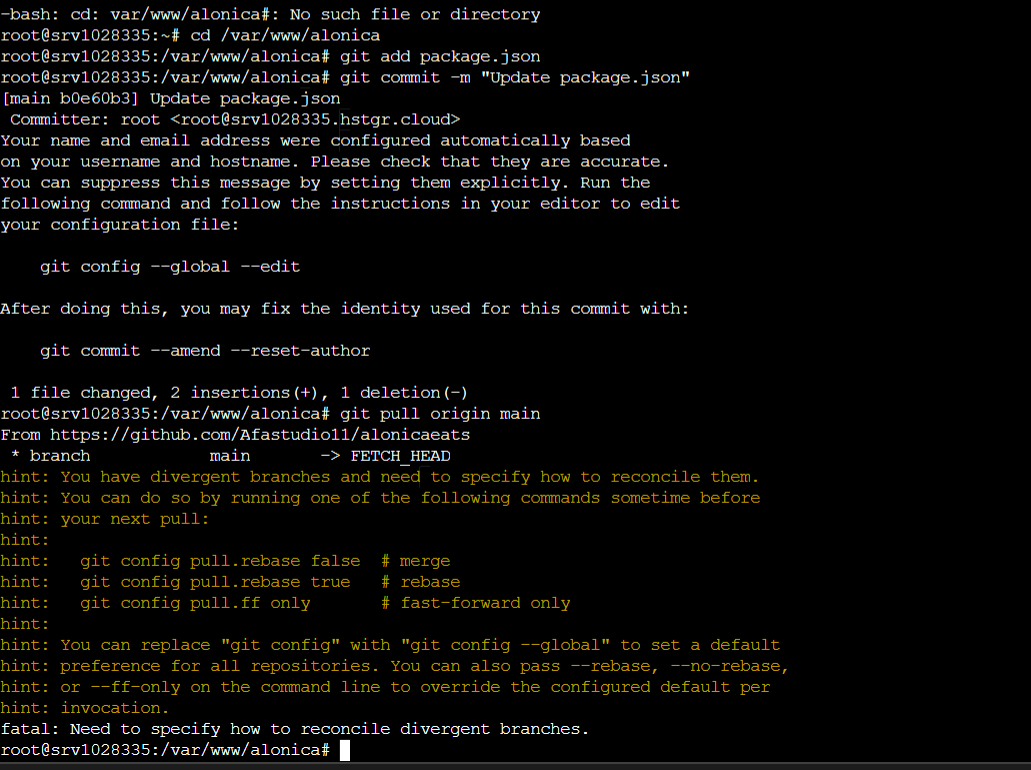 -bash: cd: var/www/alonica#: No such file or directory
root@srv1028335:~# cd /var/www/alonica
root@srv1028335:/var/www/alonica# git add package.json
root@srv1028335:/var/www/alonica# git commit -m "Update package.json"
[main b0e60b3] Update package.json
 Committer: root <root@srv1028335.hstgr.cloud>
Your name and email address were configured automatically based
on your username and hostname. Please check that they are accurate.
You can suppress this message by setting them explicitly. Run the
following command and follow the instructions in your editor to edit
your configuration file:

    git config --global --edit

After doing this, you may fix the identity used for this commit with:

    git commit --amend --reset-author

 1 file changed, 2 insertions(+), 1 deletion(-)
root@srv1028335:/var/www/alonica# git pull origin main
From https://github.com/Afastudio11/alonicaeats
 * branch            main       -> FETCH_HEAD
hint: You have divergent branches and need to specify how to reconcile them.
hint: You can do so by running one of the following commands sometime before
hint: your next pull:
hint:
hint:   git config pull.rebase false  # merge
hint:   git config pull.rebase true   # rebase
hint:   git config pull.ff only       # fast-forward only
hint:
hint: You can replace "git config" with "git config --global" to set a default
hint: preference for all repositories. You can also pass --rebase, --no-rebase,
hint: or --ff-only on the command line to override the configured default per
hint: invocation.
fatal: Need to specify how to reconcile divergent branches.
root@srv1028335:/var/www/alonica#